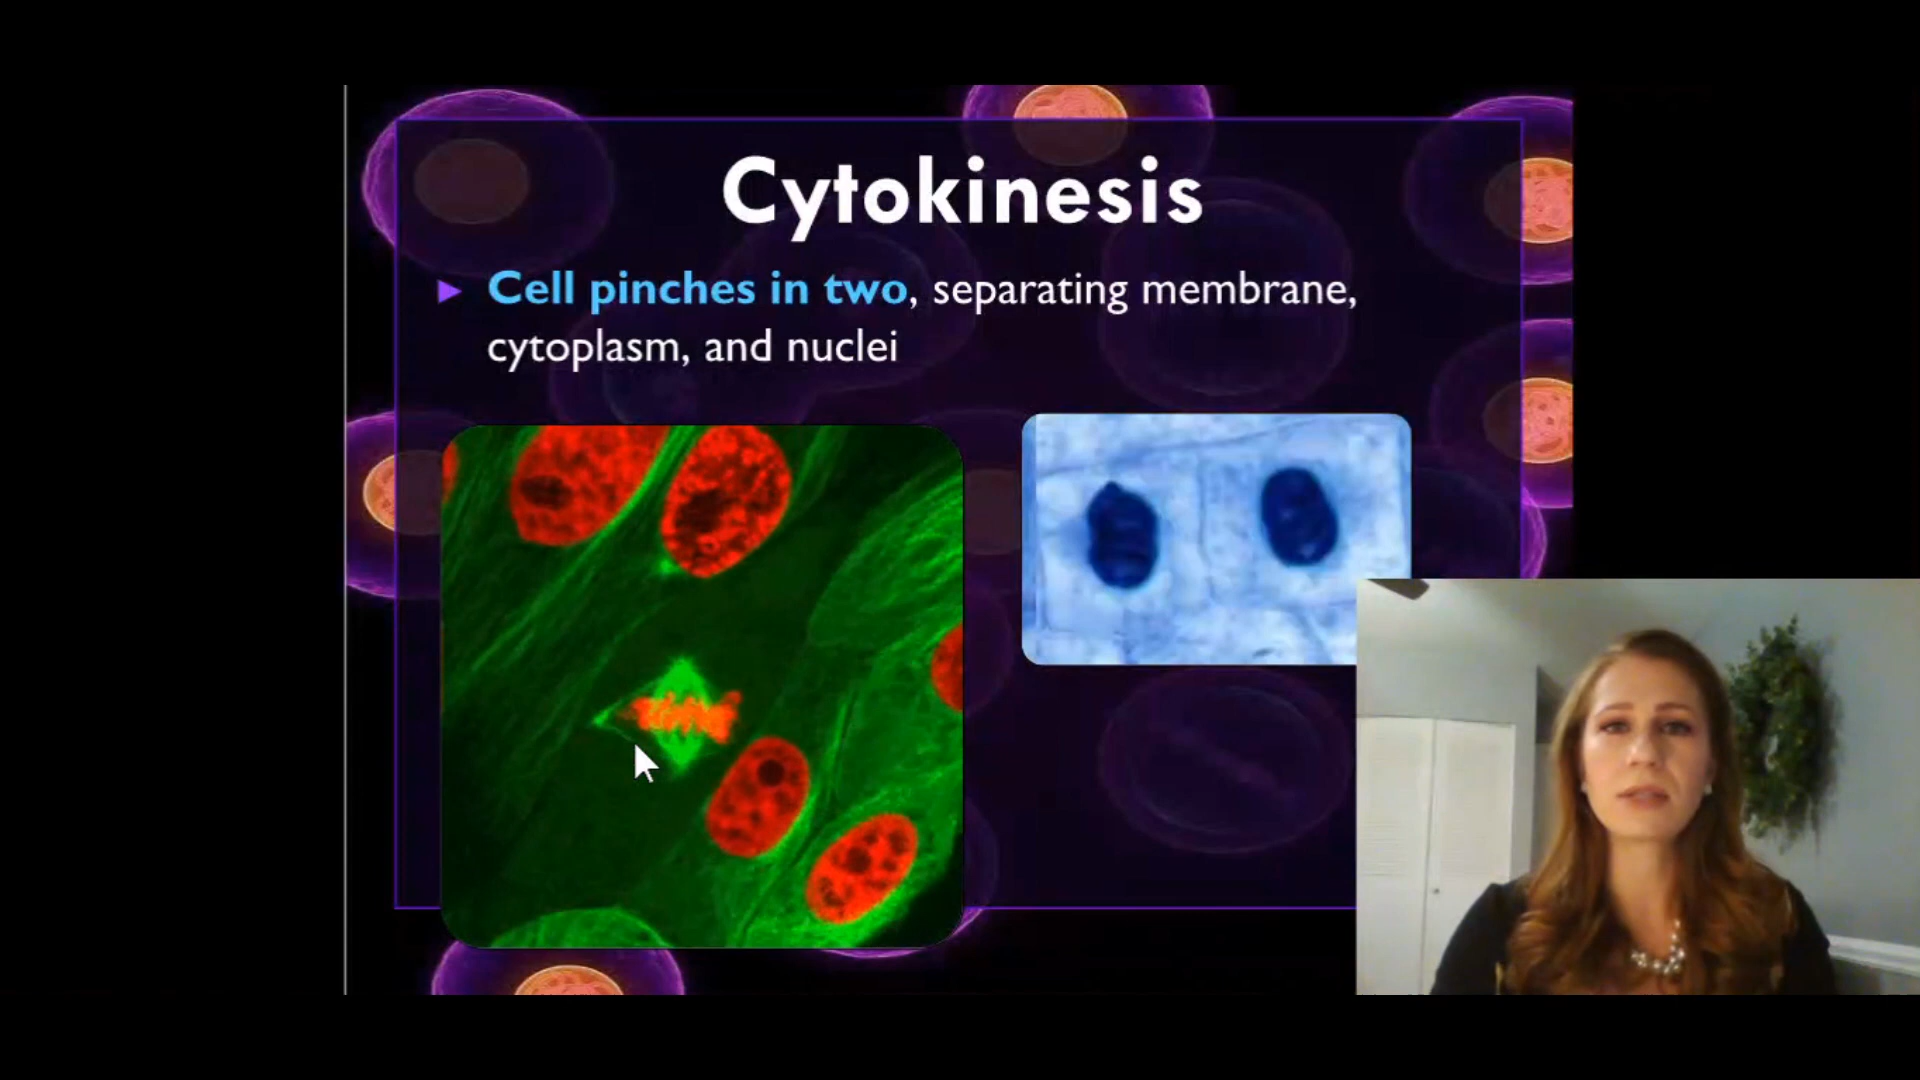 Cytokinesis
Cell pinches in two, separating membrane,
cytoplasm, and nuclei